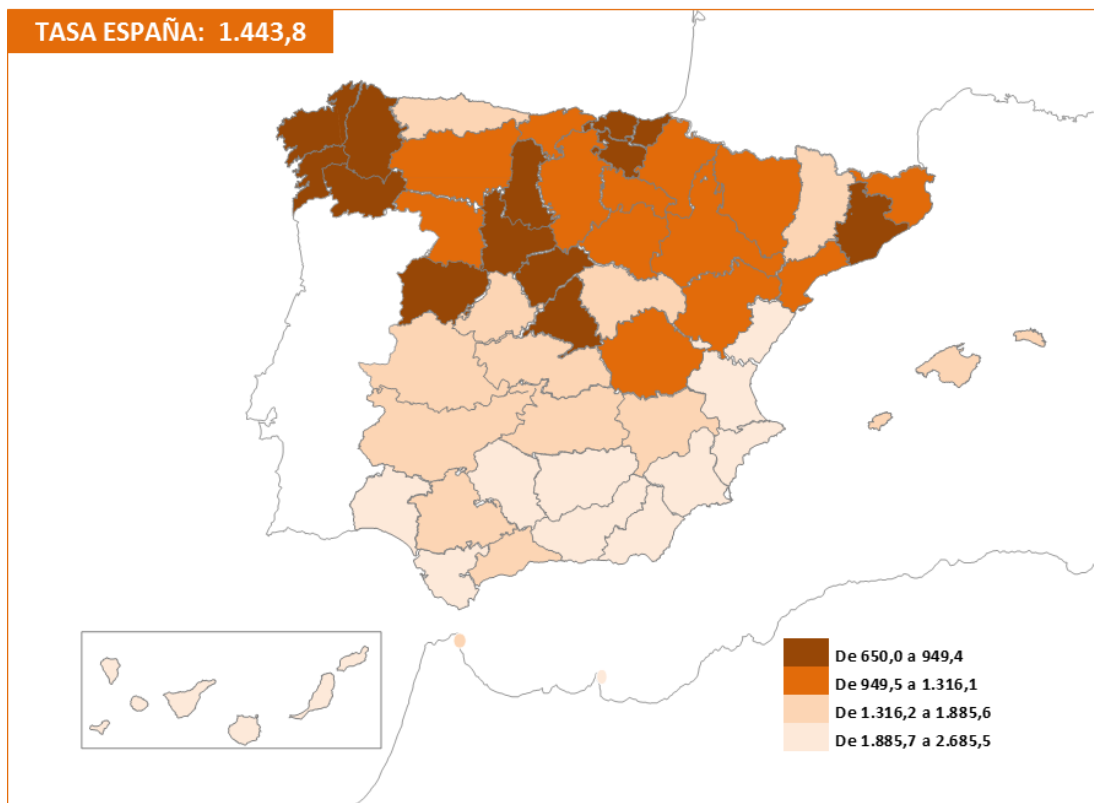 TASA ESPAÑA: 1.443,8
De 650,0 a 949,4
De 949,5 a 1.316,1
De 1.316,2 a 1.885,6
De 1.885,7 a 2.685,5